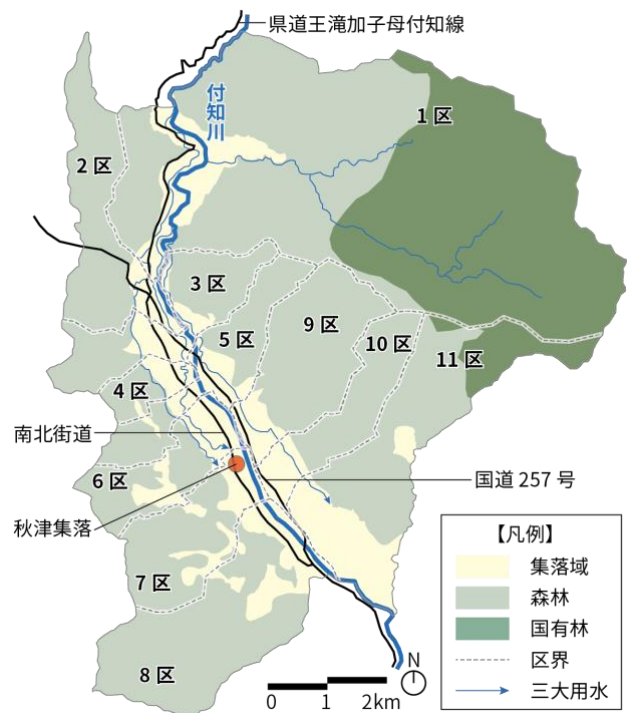 県道王滝加子母付知線
付知川
1区
2区
3区
5区
9区
10区
11区
4区
南北街道
6区
国道257号
秋津集落
7区
8区
【凡例】
集落域
森林
国有林
区界
三大用水
N
0 1 2km